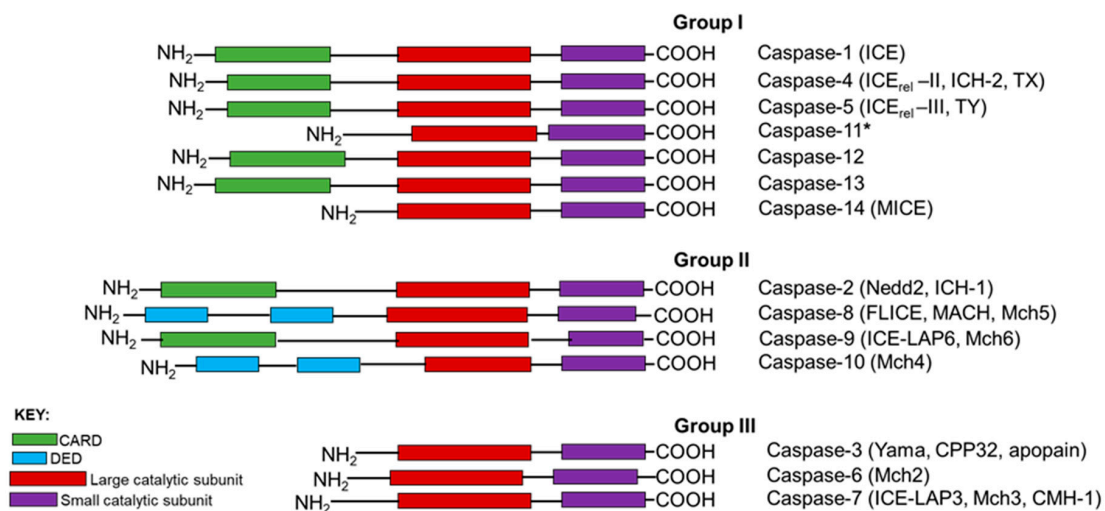 Group I
NH₂ COOH Caspase-1 (ICE)
NH₂ COOH Caspase-4 (ICErel –II, ICH-2, TX)
NH₂ COOH Caspase-5 (ICErel –III, TY)
NH₂ COOH Caspase-11*
NH₂ COOH Caspase-12
NH₂ COOH Caspase-13
NH₂ COOH Caspase-14 (MICE)
Group II
NH₂ COOH Caspase-2 (Nedd2, ICH-1)
NH₂ COOH Caspase-8 (FLICE, MACH, Mch5)
NH₂ COOH Caspase-9 (ICE-LAP6, Mch6)
NH₂ COOH Caspase-10 (Mch4)
Group III
NH₂ COOH Caspase-3 (Yama, CPP32, apopain)
NH₂ COOH Caspase-6 (Mch2)
NH₂ COOH Caspase-7 (ICE-LAP3, Mch3, CMH-1)
KEY:
CARD
DED
Large catalytic subunit
Small catalytic subunit